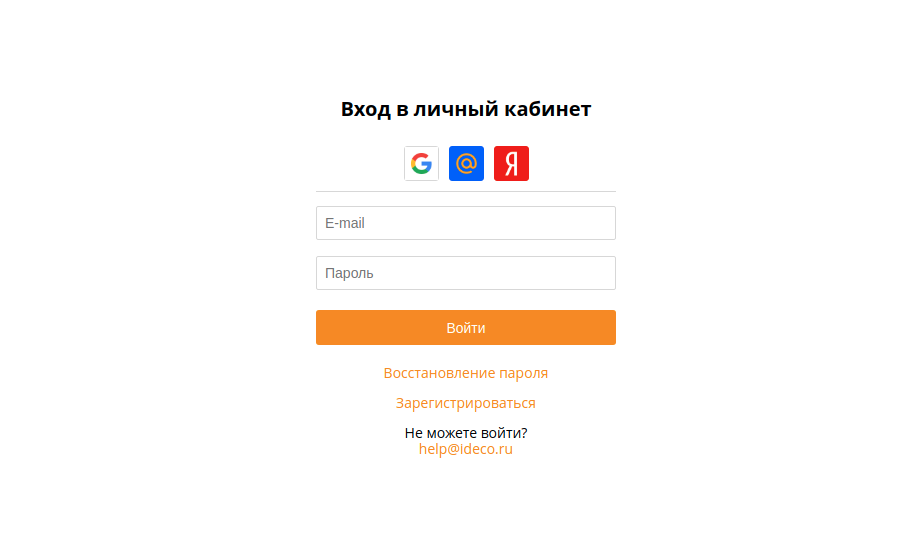 Вход в личный кабинет
E-mail
Пароль
Войти
Восстановление пароля
Зарегистрироваться
Не можете войти?
help@ideco.ru